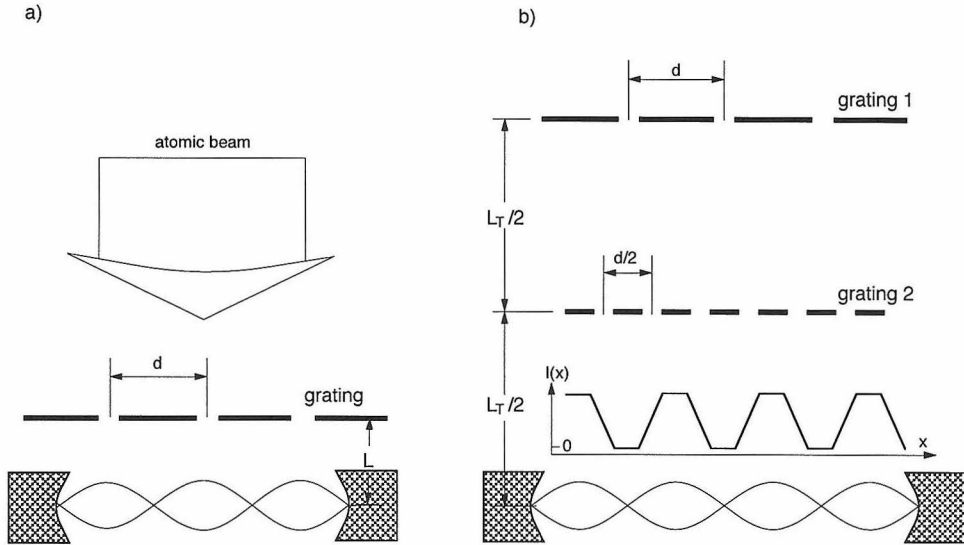 a)
atomic beam
d
grating
L
b)
d
grating 1
L_T/2
d/2
grating 2
L_T/2
I(x)
0
x